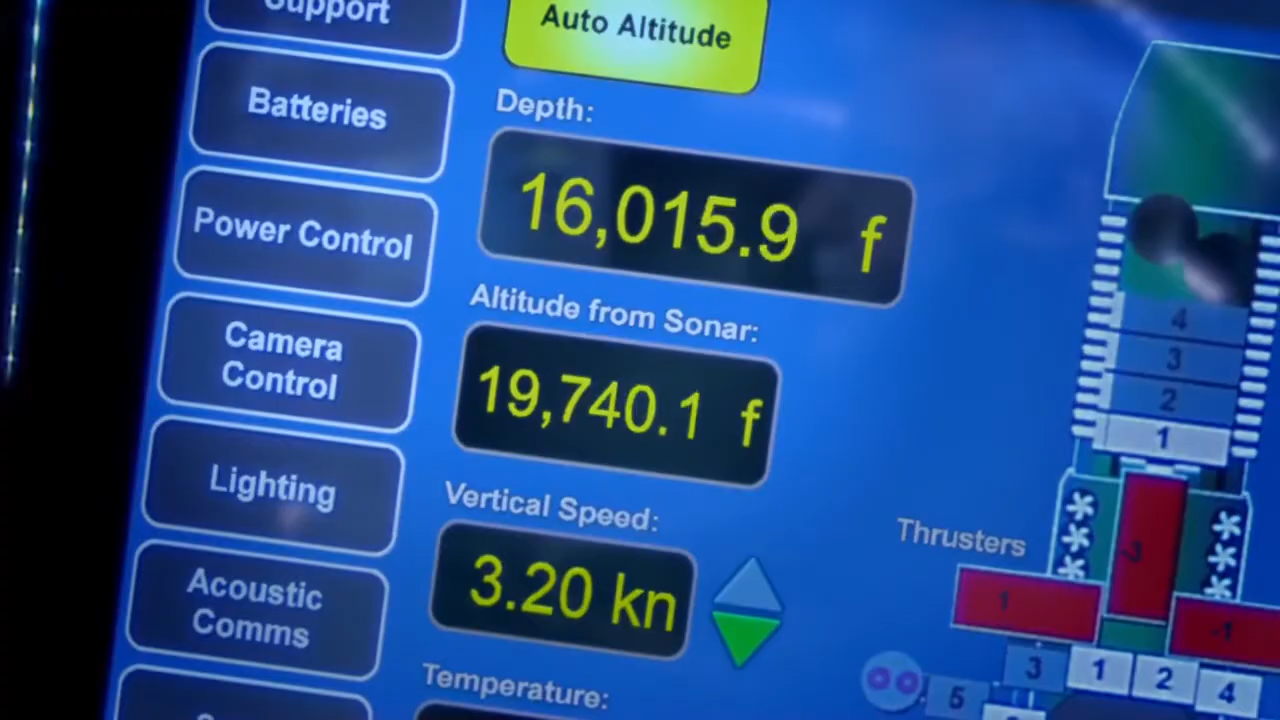 Support
Auto Altitude
Batteries
Depth:
16,015.9 f
Power Control
Altitude from Sonar:
19,740.1 f
Camera
Control
Vertical Speed:
3.20 kn
Lighting
Acoustic
Comms
Temperature:
4
3
2
1
Thrusters
-3
1
-1
3
1
2
4
5